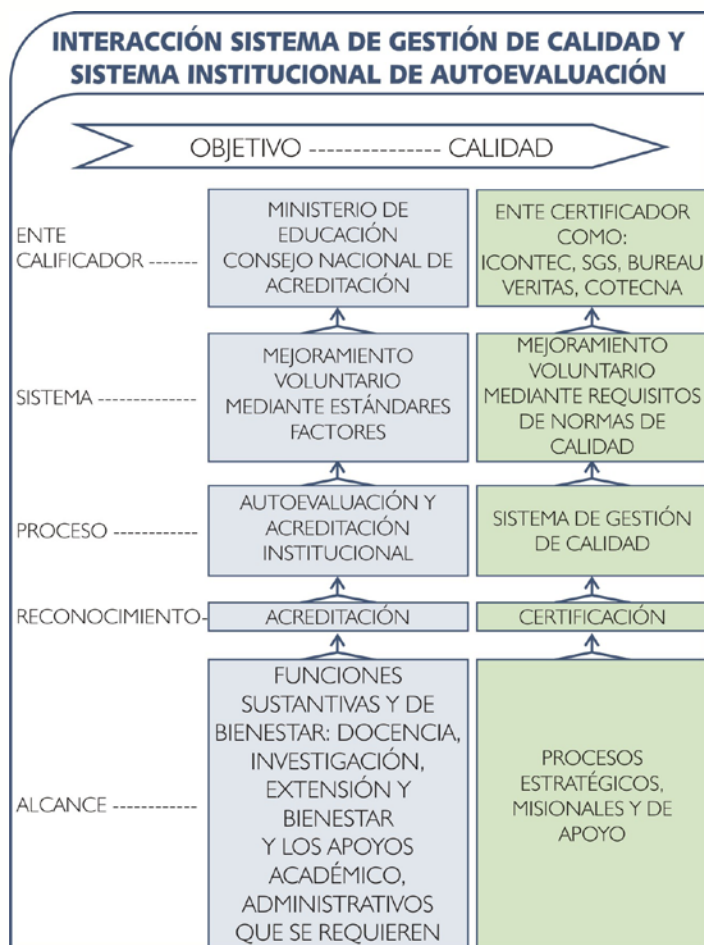 INTERACCIÓN SISTEMA DE GESTIÓN DE CALIDAD Y
SISTEMA INSTITUCIONAL DE AUTOEVALUACIÓN
OBJETIVO -------------- CALIDAD
ENTE
CALIFICADOR ------
MINISTERIO DE
EDUCACIÓN
CONSEJO NACIONAL DE
ACREDITACIÓN
ENTE CERTIFICADOR
COMO:
ICONTEC, SGS, BUREAU
VERITAS, COTECNA
SISTEMA -----------
MEJORAMIENTO
VOLUNTARIO
MEDIANTE ESTÁNDARES
FACTORES
MEJORAMIENTO
VOLUNTARIO
MEDIANTE REQUISITOS
DE NORMAS DE
CALIDAD
PROCESO ----------
AUTOEVALUACIÓN Y
ACREDITACIÓN
INSTITUCIONAL
SISTEMA DE GESTIÓN
DE CALIDAD
RECONOCIMIENTO-
ACREDITACIÓN
CERTIFICACIÓN
ALCANCE ----------
FUNCIONES
SUSTANTIVAS Y DE
BIENESTAR: DOCENCIA,
INVESTIGACIÓN,
EXTENSIÓN Y
BIENESTAR
Y LOS APOYOS
ACADÉMICO,
ADMINISTRATIVOS
QUE SE REQUIEREN
PROCESOS
ESTRATÉGICOS,
MISIONALES Y DE
APOYO